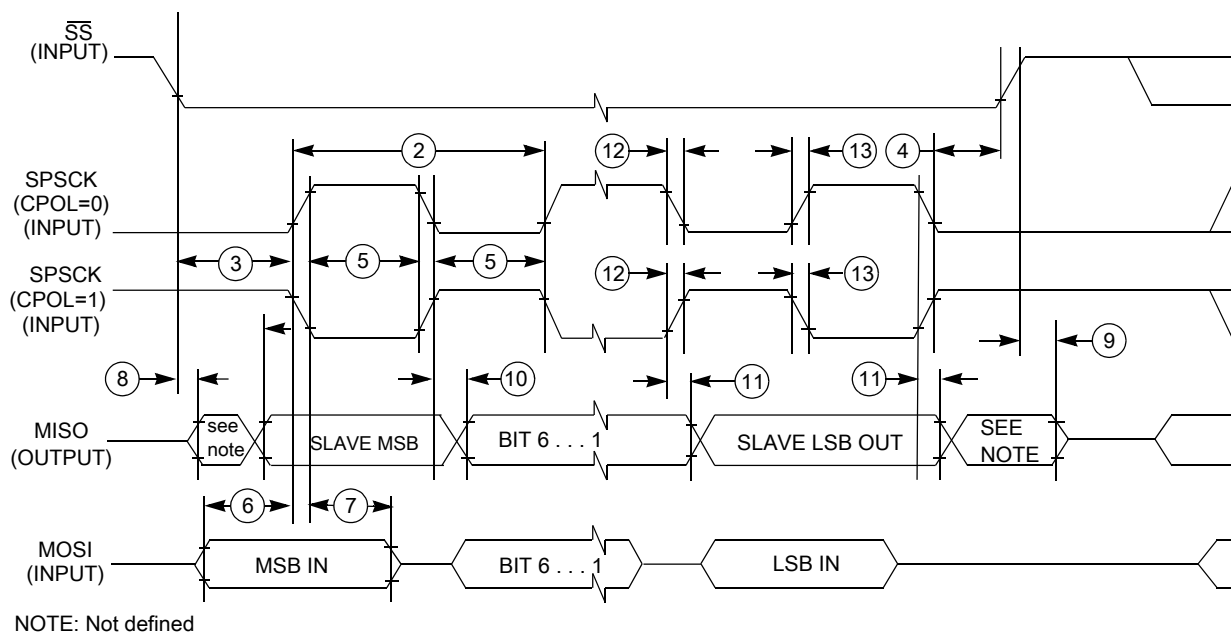 SS
(INPUT)
2
12
13
4
SPSCK
(CPOL=0)
(INPUT)
3
5
5
SPSCK
(CPOL=1)
(INPUT)
12
13
9
8
10
11
11
MISO
(OUTPUT)
see
note
SLAVE MSB
BIT 6 . . . 1
SLAVE LSB OUT
SEE
NOTE
6
7
MOSI
(INPUT)
MSB IN
BIT 6 . . . 1
LSB IN
NOTE: Not defined